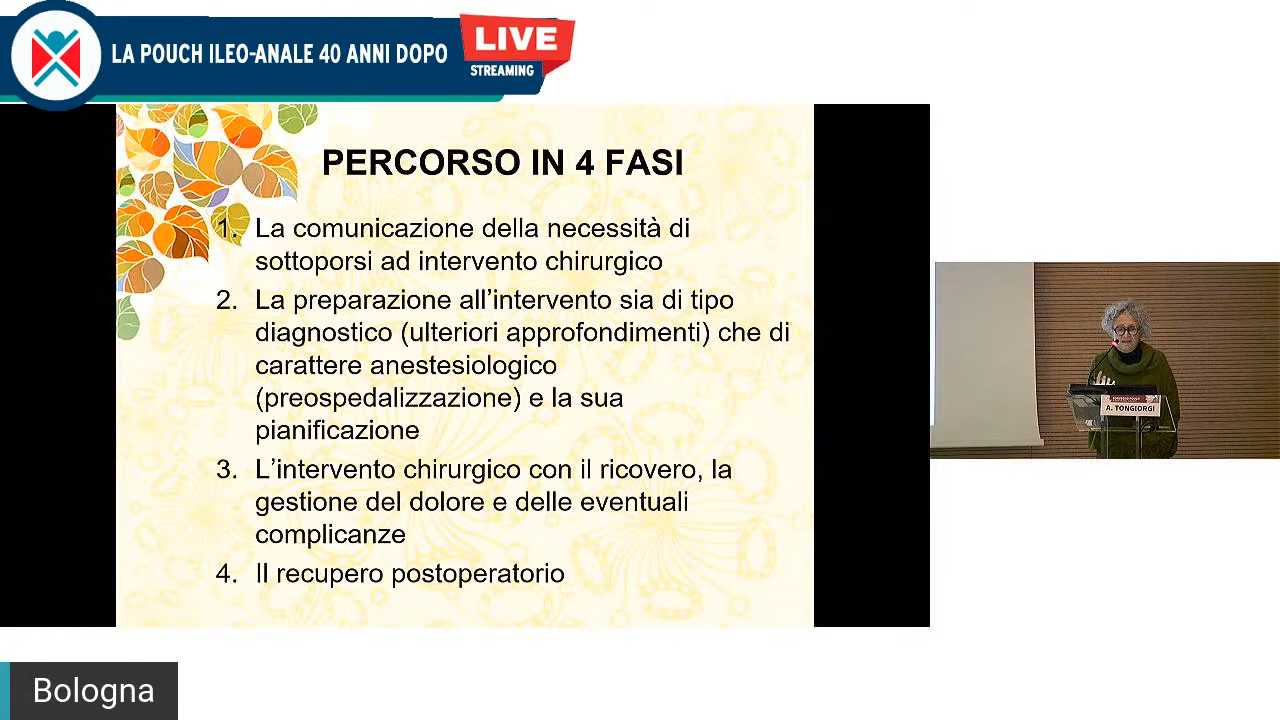 LA POUCH ILEO-ANALE 40 ANNI DOPO
LIVE
STREAMING
PERCORSO IN 4 FASI
1. La comunicazione della necessità di
sottoporsi ad intervento chirurgico
2. La preparazione all’intervento sia di tipo
diagnostico (ulteriori approfondimenti) che di
carattere anestesiologico
(preospedalizzazione) e la sua
pianificazione
3. L’intervento chirurgico con il ricovero, la
gestione del dolore e delle eventuali
complicanze
4. Il recupero postoperatorio
A. TONGIORGI
Bologna